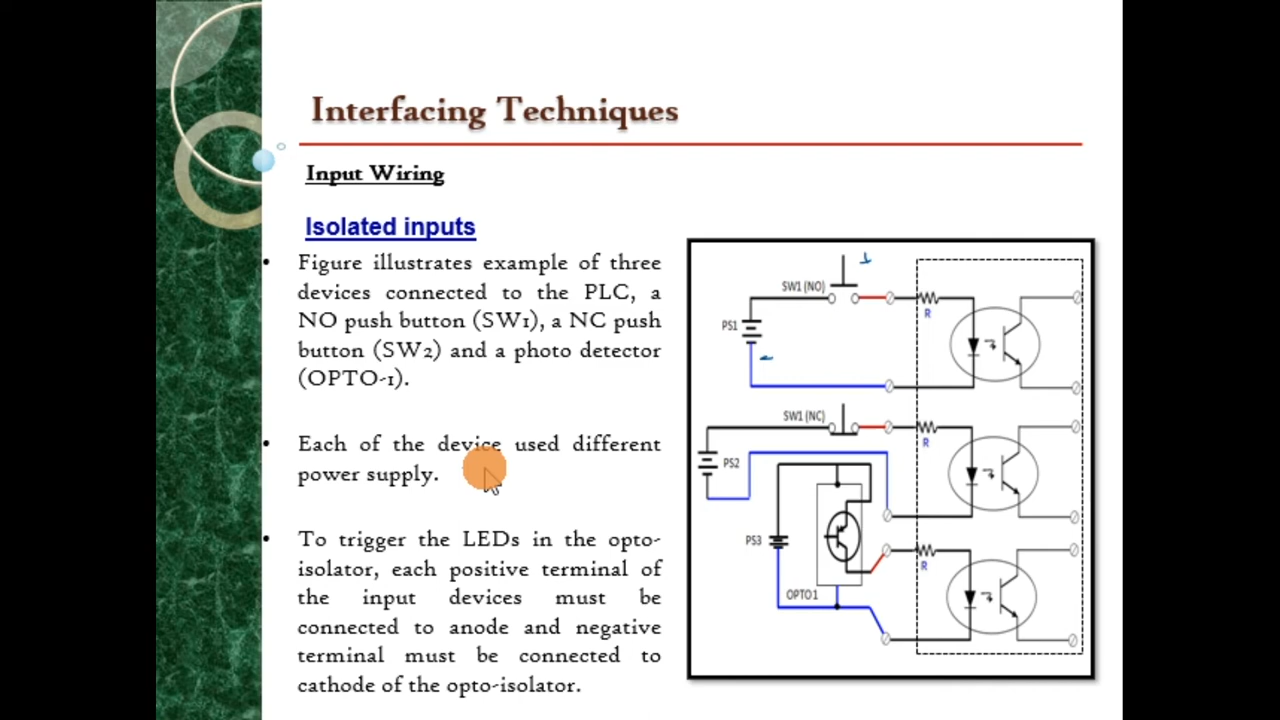 Interfacing Techniques
Input Wiring
Isolated inputs
• Figure illustrates example of three
devices connected to the PLC, a
NO push button (SW1), a NC push
button (SW2) and a photo detector
(OPTO-1).
• Each of the device used different
power supply.
• To trigger the LEDs in the opto-
isolator, each positive terminal of
the input devices must be
connected to anode and negative
terminal must be connected to
cathode of the opto-isolator.
SW1 (NO)
R
PS1
SW1 (NC)
R
PS2
PS3
R
OPTO1